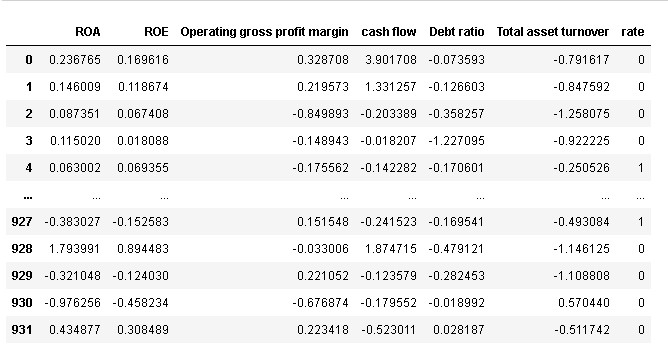 ROA ROE Operating gross profit margin cash flow Debt ratio Total asset turnover rate
0 0.236765 0.169616 0.328708 3.901708 -0.073593 -0.791617 0
1 0.146009 0.118674 0.219573 1.331257 -0.126603 -0.847592 0
2 0.087351 0.067408 -0.849893 -0.203389 -0.358257 -1.258075 0
3 0.115020 0.018088 -0.148943 -0.018207 -1.227095 -0.922225 0
4 0.063002 0.069355 -0.175562 -0.142282 -0.170601 -0.250526 1
... ... ... ... ... ... ... ...
927 -0.383027 -0.152583 0.151548 -0.241523 -0.169541 -0.493084 1
928 1.793991 0.894483 -0.033006 1.874715 -0.479121 -1.146125 0
929 -0.321048 -0.124030 0.221052 -0.123579 -0.282453 -1.108808 0
930 -0.976256 -0.458234 -0.676874 -0.179552 -0.018992 0.570440 0
931 0.434877 0.308489 0.223418 -0.523011 0.028187 -0.511742 0